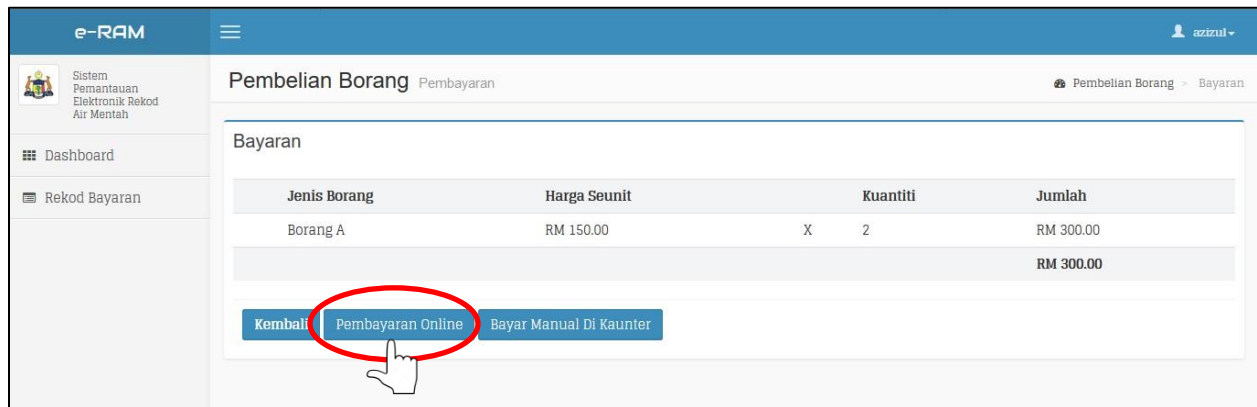 e-RAM
azizul
Sistem
Pemantauan
Elektronik Rekod
Air Mentah
Pembelian Borang Pembayaran
Pembelian Borang > Bayaran
Dashboard
Rekod Bayaran
Bayaran
Jenis Borang Harga Seunit Kuantiti Jumlah
Borang A RM 150.00 X 2 RM 300.00
RM 300.00
Kembali Pembayaran Online Bayar Manual Di Kaunter